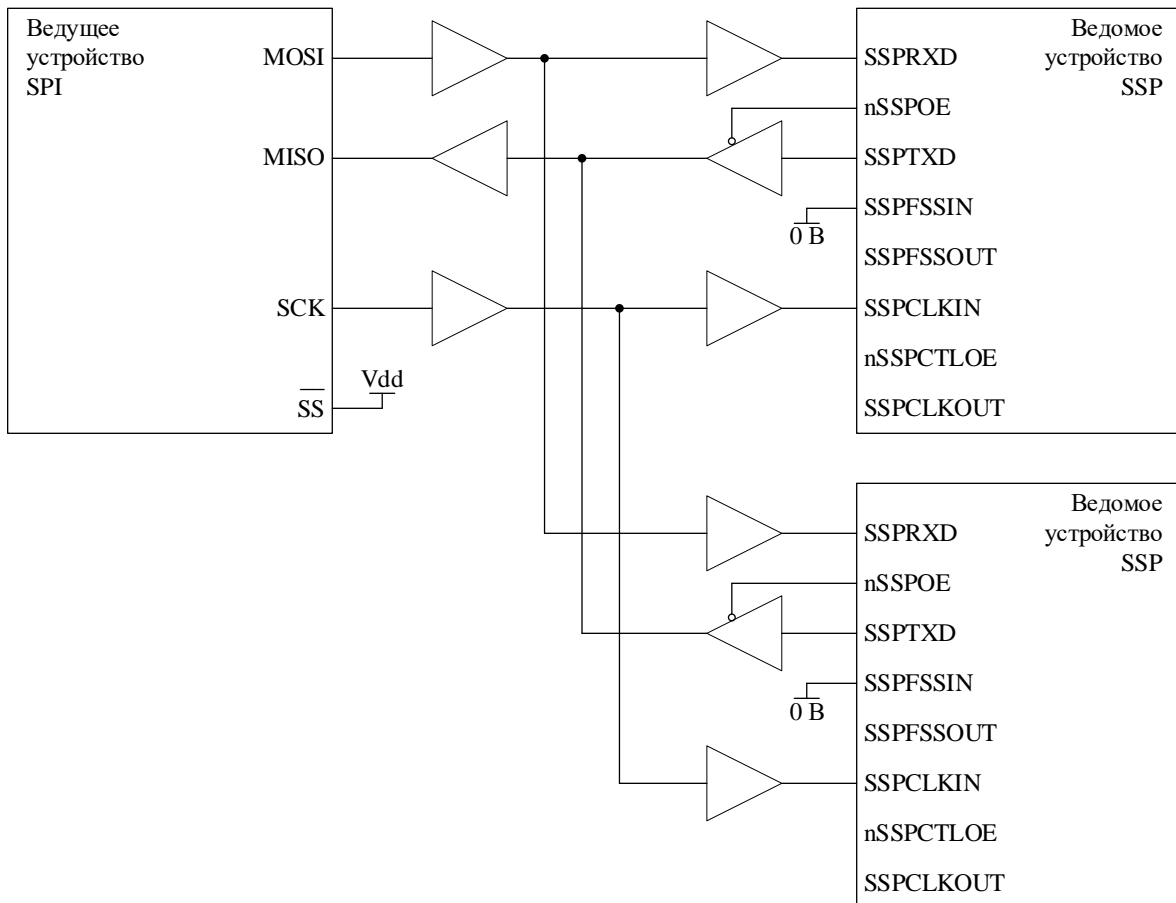 Ведущее
устройство
SPI
MOSI
MISO
SCK
SS
Vdd
Ведомое
устройство
SSP
SSPRXD
nSSPOE
SSPTXD
SSPFSSIN
0 В
SSPFSSOUT
SSPCLKIN
nSSPCTLOE
SSPCLKOUT
Ведомое
устройство
SSP
SSPRXD
nSSPOE
SSPTXD
SSPFSSIN
0 В
SSPFSSOUT
SSPCLKIN
nSSPCTLOE
SSPCLKOUT